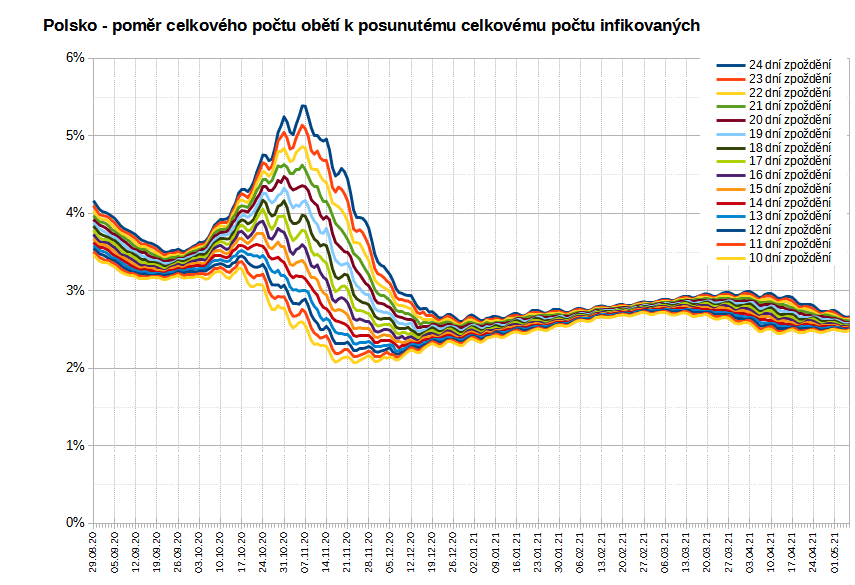 Polsko - poměr celkového počtu obětí k posunutému celkovému počtu infikovaných
6%
5%
4%
3%
2%
1%
0%
24 dní zpoždění
23 dní zpoždění
22 dní zpoždění
21 dní zpoždění
20 dní zpoždění
19 dní zpoždění
18 dní zpoždění
17 dní zpoždění
16 dní zpoždění
15 dní zpoždění
14 dní zpoždění
13 dní zpoždění
12 dní zpoždění
11 dní zpoždění
10 dní zpoždění
29.08.20
05.09.20
12.09.20
19.09.20
26.09.20
03.10.20
10.10.20
17.10.20
24.10.20
31.10.20
07.11.20
14.11.20
21.11.20
28.11.20
05.12.20
12.12.20
19.12.20
26.12.20
02.01.21
09.01.21
16.01.21
23.01.21
30.01.21
06.02.21
13.02.21
20.02.21
27.02.21
06.03.21
13.03.21
20.03.21
27.03.21
03.04.21
10.04.21
17.04.21
24.04.21
01.05.21